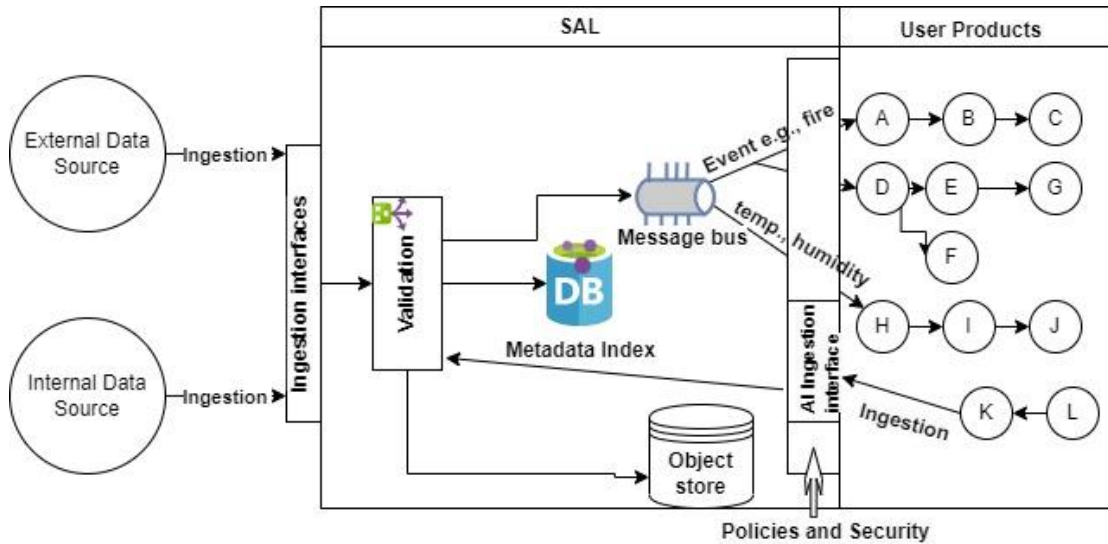 SAL
User Products
External Data
Source
Ingestion
Internal Data
Source
Ingestion
Ingestion interfaces
Validation
Message bus
DB
Metadata Index
Object
store
Event e.g., fire
temp., humidity
AI Ingestion
interface
Ingestion
A
B
C
D
E
G
F
H
I
J
K
L
Policies and Security